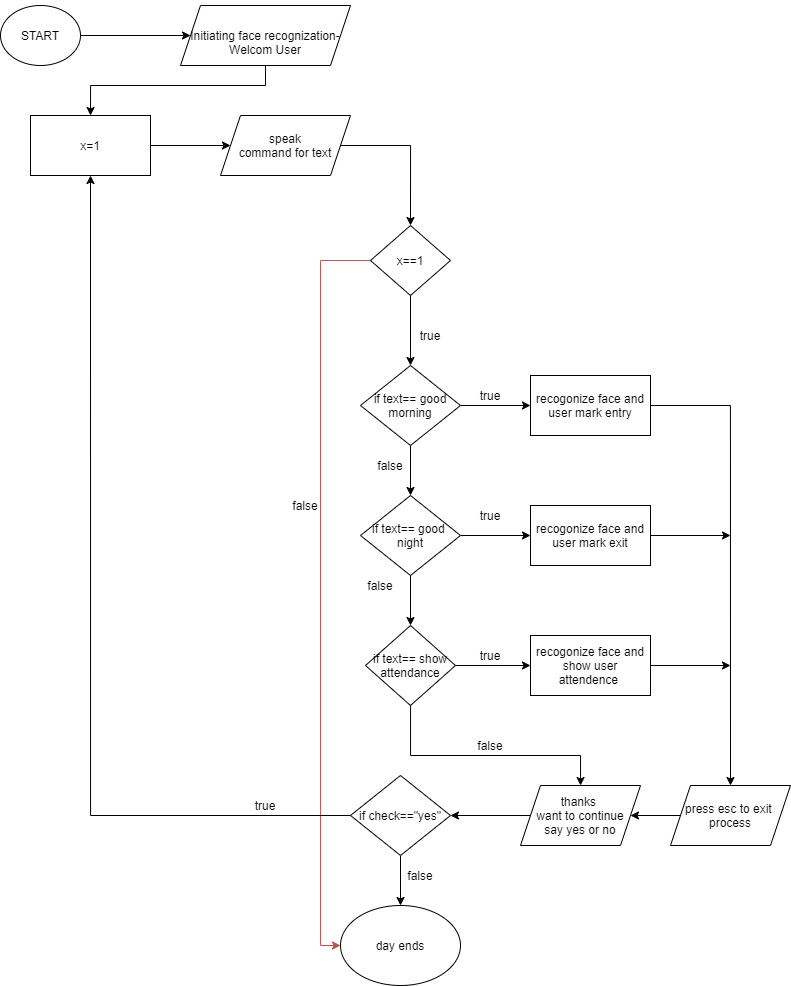 START
initiating face recognization-
Welcom User
x=1
speak
command for text
x==1
true
if text== good
morning
true
recogonize face and
user mark entry
false
if text== good
night
true
recogonize face and
user mark exit
false
false
if text== show
attendance
true
recogonize face and
show user
attendence
false
thanks
want to continue
say yes or no
press esc to exit
process
if check=="yes"
true
false
day ends